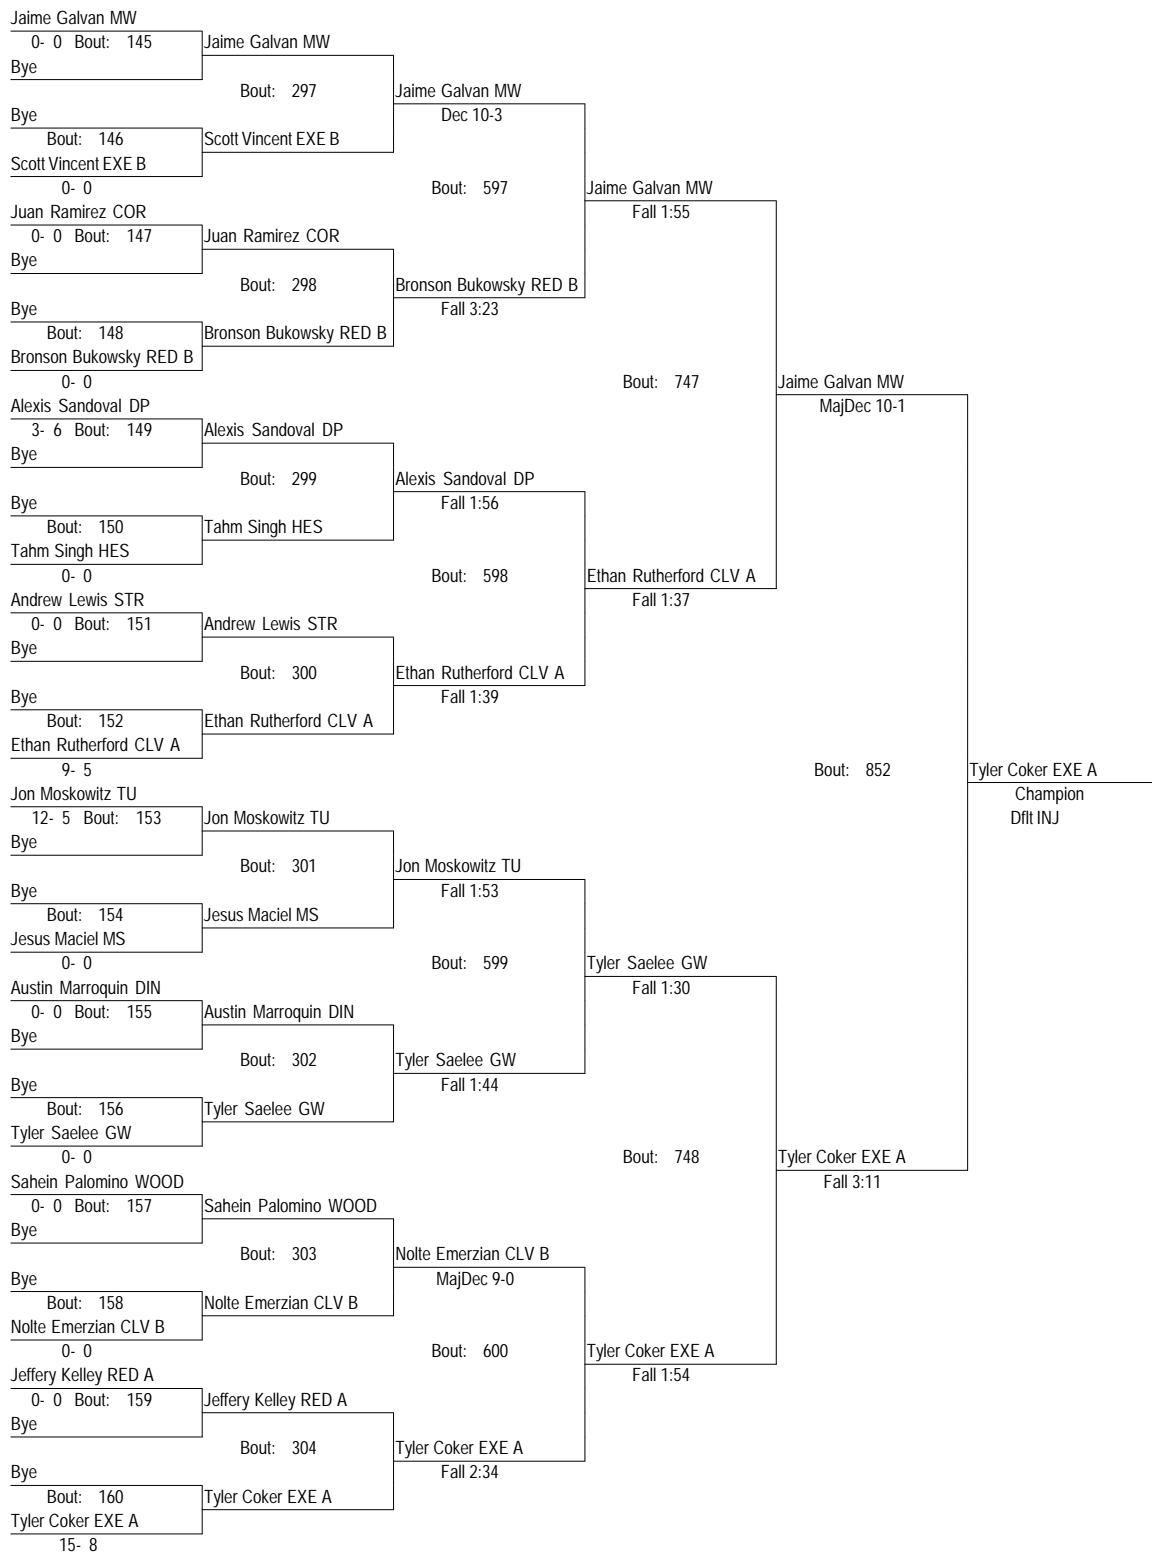 Jaime Galvan MW
0- 0 Bout: 145
Jaime Galvan MW
Bye
Bout: 297
Jaime Galvan MW
Bye
Dec 10-3
Bout: 146
Scott Vincent EXE B
Scott Vincent EXE B
0- 0
Bout: 597
Jaime Galvan MW
Juan Ramirez COR
Fall 1:55
0- 0 Bout: 147
Juan Ramirez COR
Bye
Bout: 298
Bronson Bukowsky RED B
Bye
Fall 3:23
Bout: 148
Bronson Bukowsky RED B
Bronson Bukowsky RED B
0- 0
Bout: 747
Jaime Galvan MW
Alexis Sandoval DP
MajDec 10-1
3- 6 Bout: 149
Alexis Sandoval DP
Bye
Bout: 299
Alexis Sandoval DP
Bye
Fall 1:56
Bout: 150
Tahm Singh HES
Tahm Singh HES
0- 0
Bout: 598
Ethan Rutherford CLV A
Andrew Lewis STR
Fall 1:37
0- 0 Bout: 151
Andrew Lewis STR
Bye
Bout: 300
Ethan Rutherford CLV A
Bye
Fall 1:39
Bout: 152
Ethan Rutherford CLV A
Ethan Rutherford CLV A
9- 5
Bout: 852
Tyler Coker EXE A
Jon Moskowitz TU
Champion
12- 5 Bout: 153
Jon Moskowitz TU
Dflt INJ
Bye
Bout: 301
Jon Moskowitz TU
Bye
Fall 1:53
Bout: 154
Jesus Maciel MS
Jesus Maciel MS
0- 0
Bout: 599
Tyler Saelee GW
Austin Marroquin DIN
Fall 1:30
0- 0 Bout: 155
Austin Marroquin DIN
Bye
Bout: 302
Tyler Saelee GW
Bye
Fall 1:44
Bout: 156
Tyler Saelee GW
Tyler Saelee GW
0- 0
Bout: 748
Tyler Coker EXE A
Sahein Palomino WOOD
Fall 3:11
0- 0 Bout: 157
Sahein Palomino WOOD
Bye
Bout: 303
Nolte Emerzian CLV B
Bye
MajDec 9-0
Bout: 158
Nolte Emerzian CLV B
Nolte Emerzian CLV B
0- 0
Bout: 600
Tyler Coker EXE A
Jeffery Kelley RED A
Fall 1:54
0- 0 Bout: 159
Jeffery Kelley RED A
Bye
Bout: 304
Tyler Coker EXE A
Bye
Fall 2:34
Bout: 160
Tyler Coker EXE A
Tyler Coker EXE A
15- 8